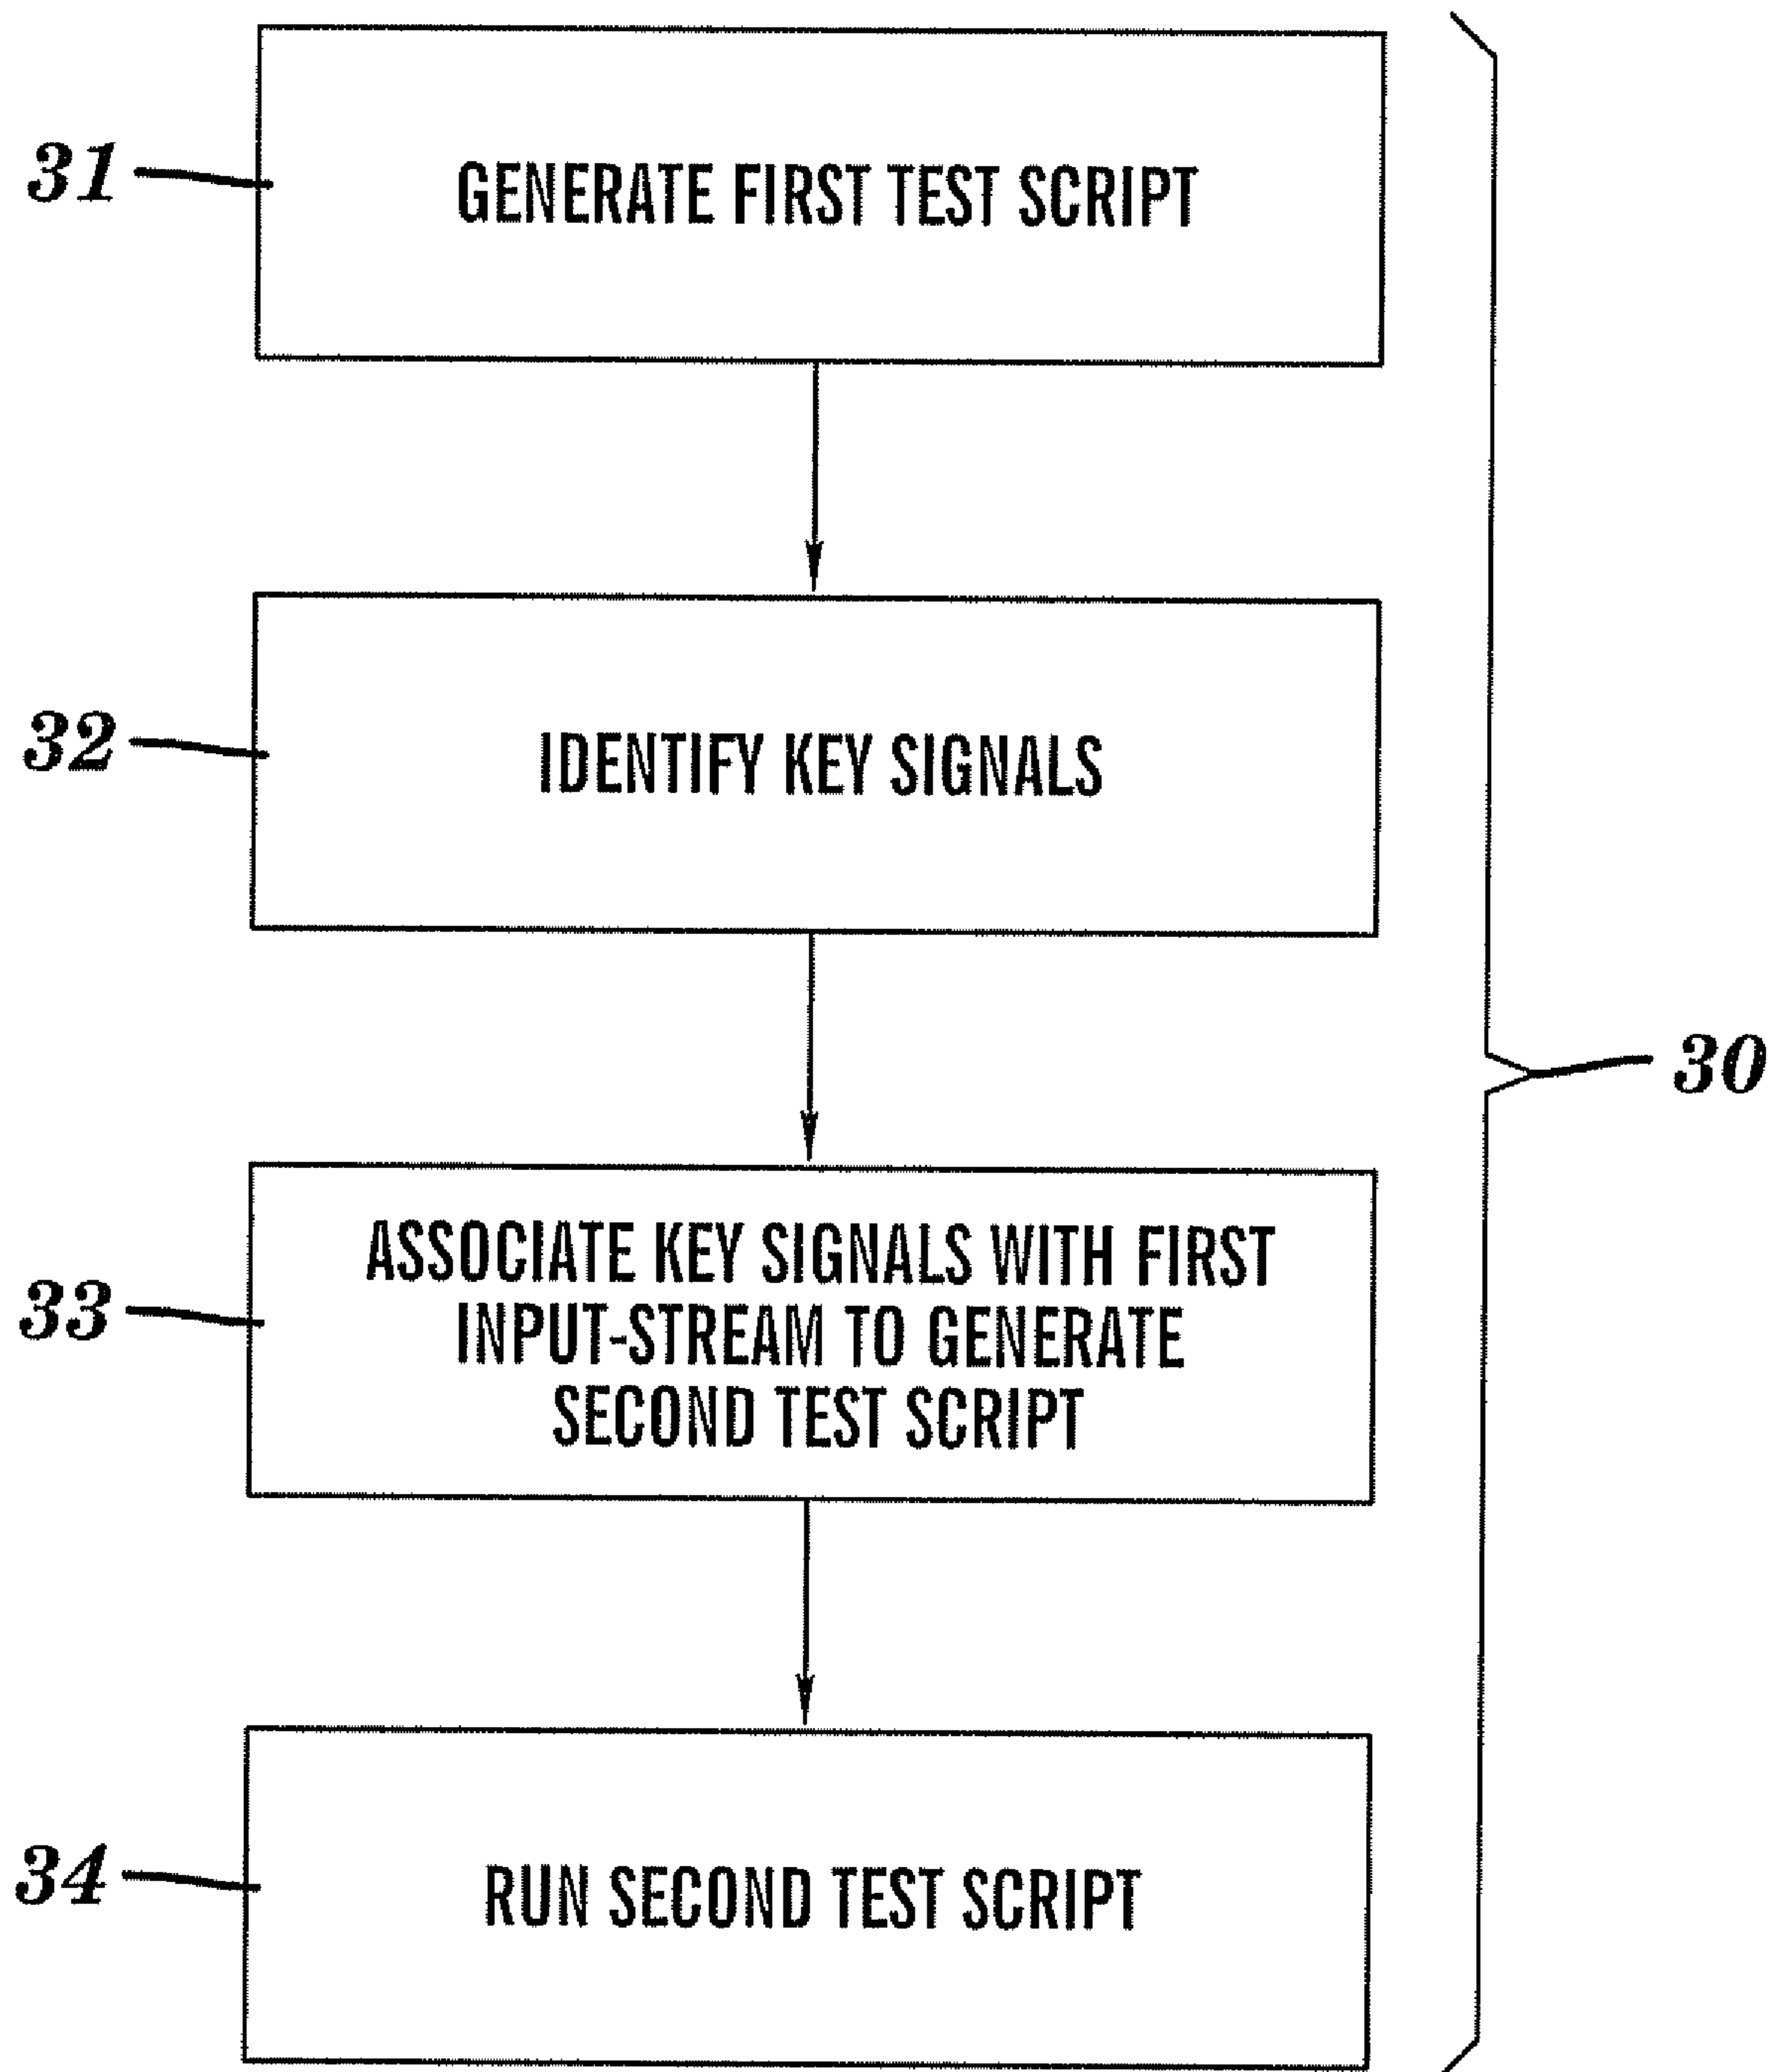 31
GENERATE FIRST TEST SCRIPT
32
IDENTIFY KEY SIGNALS
30
33
ASSOCIATE KEY SIGNALS WITH FIRST
INPUT-STREAM TO GENERATE
SECOND TEST SCRIPT
34
RUN SECOND TEST SCRIPT